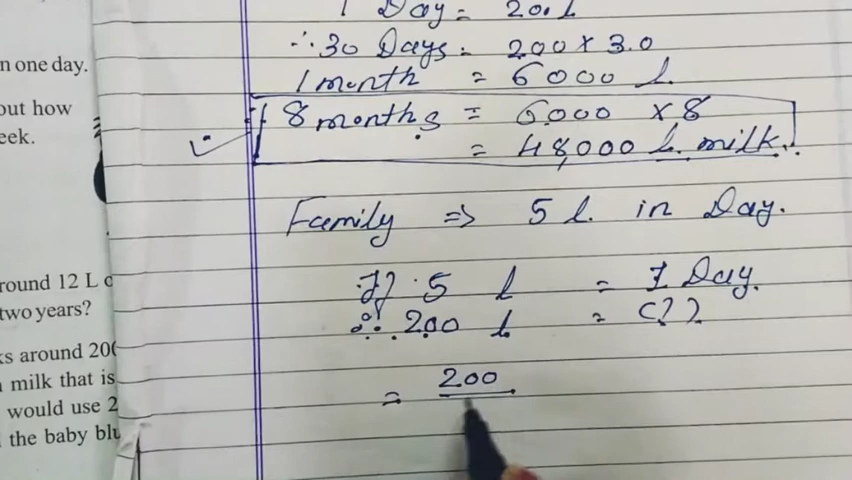 n one day.
out how
eek.
round 12 L
two years?
ks around 20
milk that is
would use 2
the baby blu
1 Day = 200 L
∴ 30 Days = 200 x 30
1 month = 6000 L
8 months = 6000 x 8
= 48,000 L milk.
Family => 5 L. in Day.
If 5 L = 1 Day.
∴ 200 L = (??)
= 200